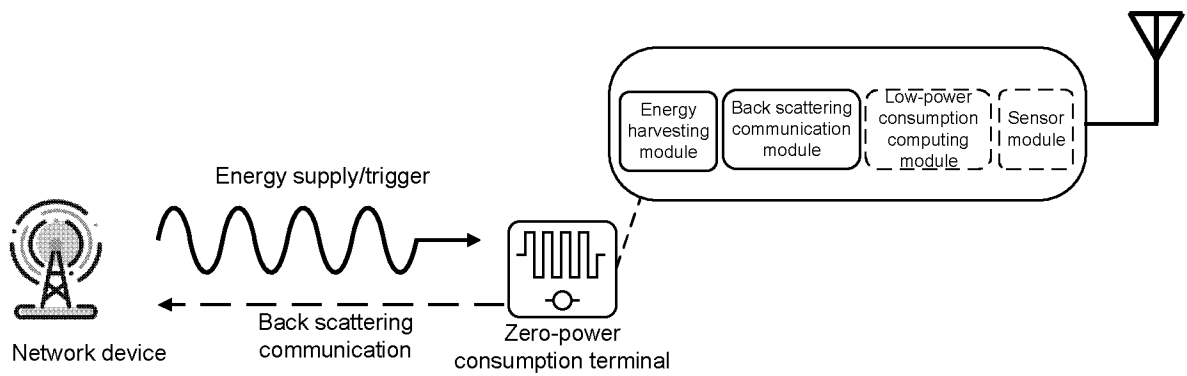 Energy
harvesting
module
Back scattering
communication
module
Low-power
consumption
computing
module
Sensor
module
Energy supply/trigger
Back scattering
communication
Network device
Zero-power
consumption terminal